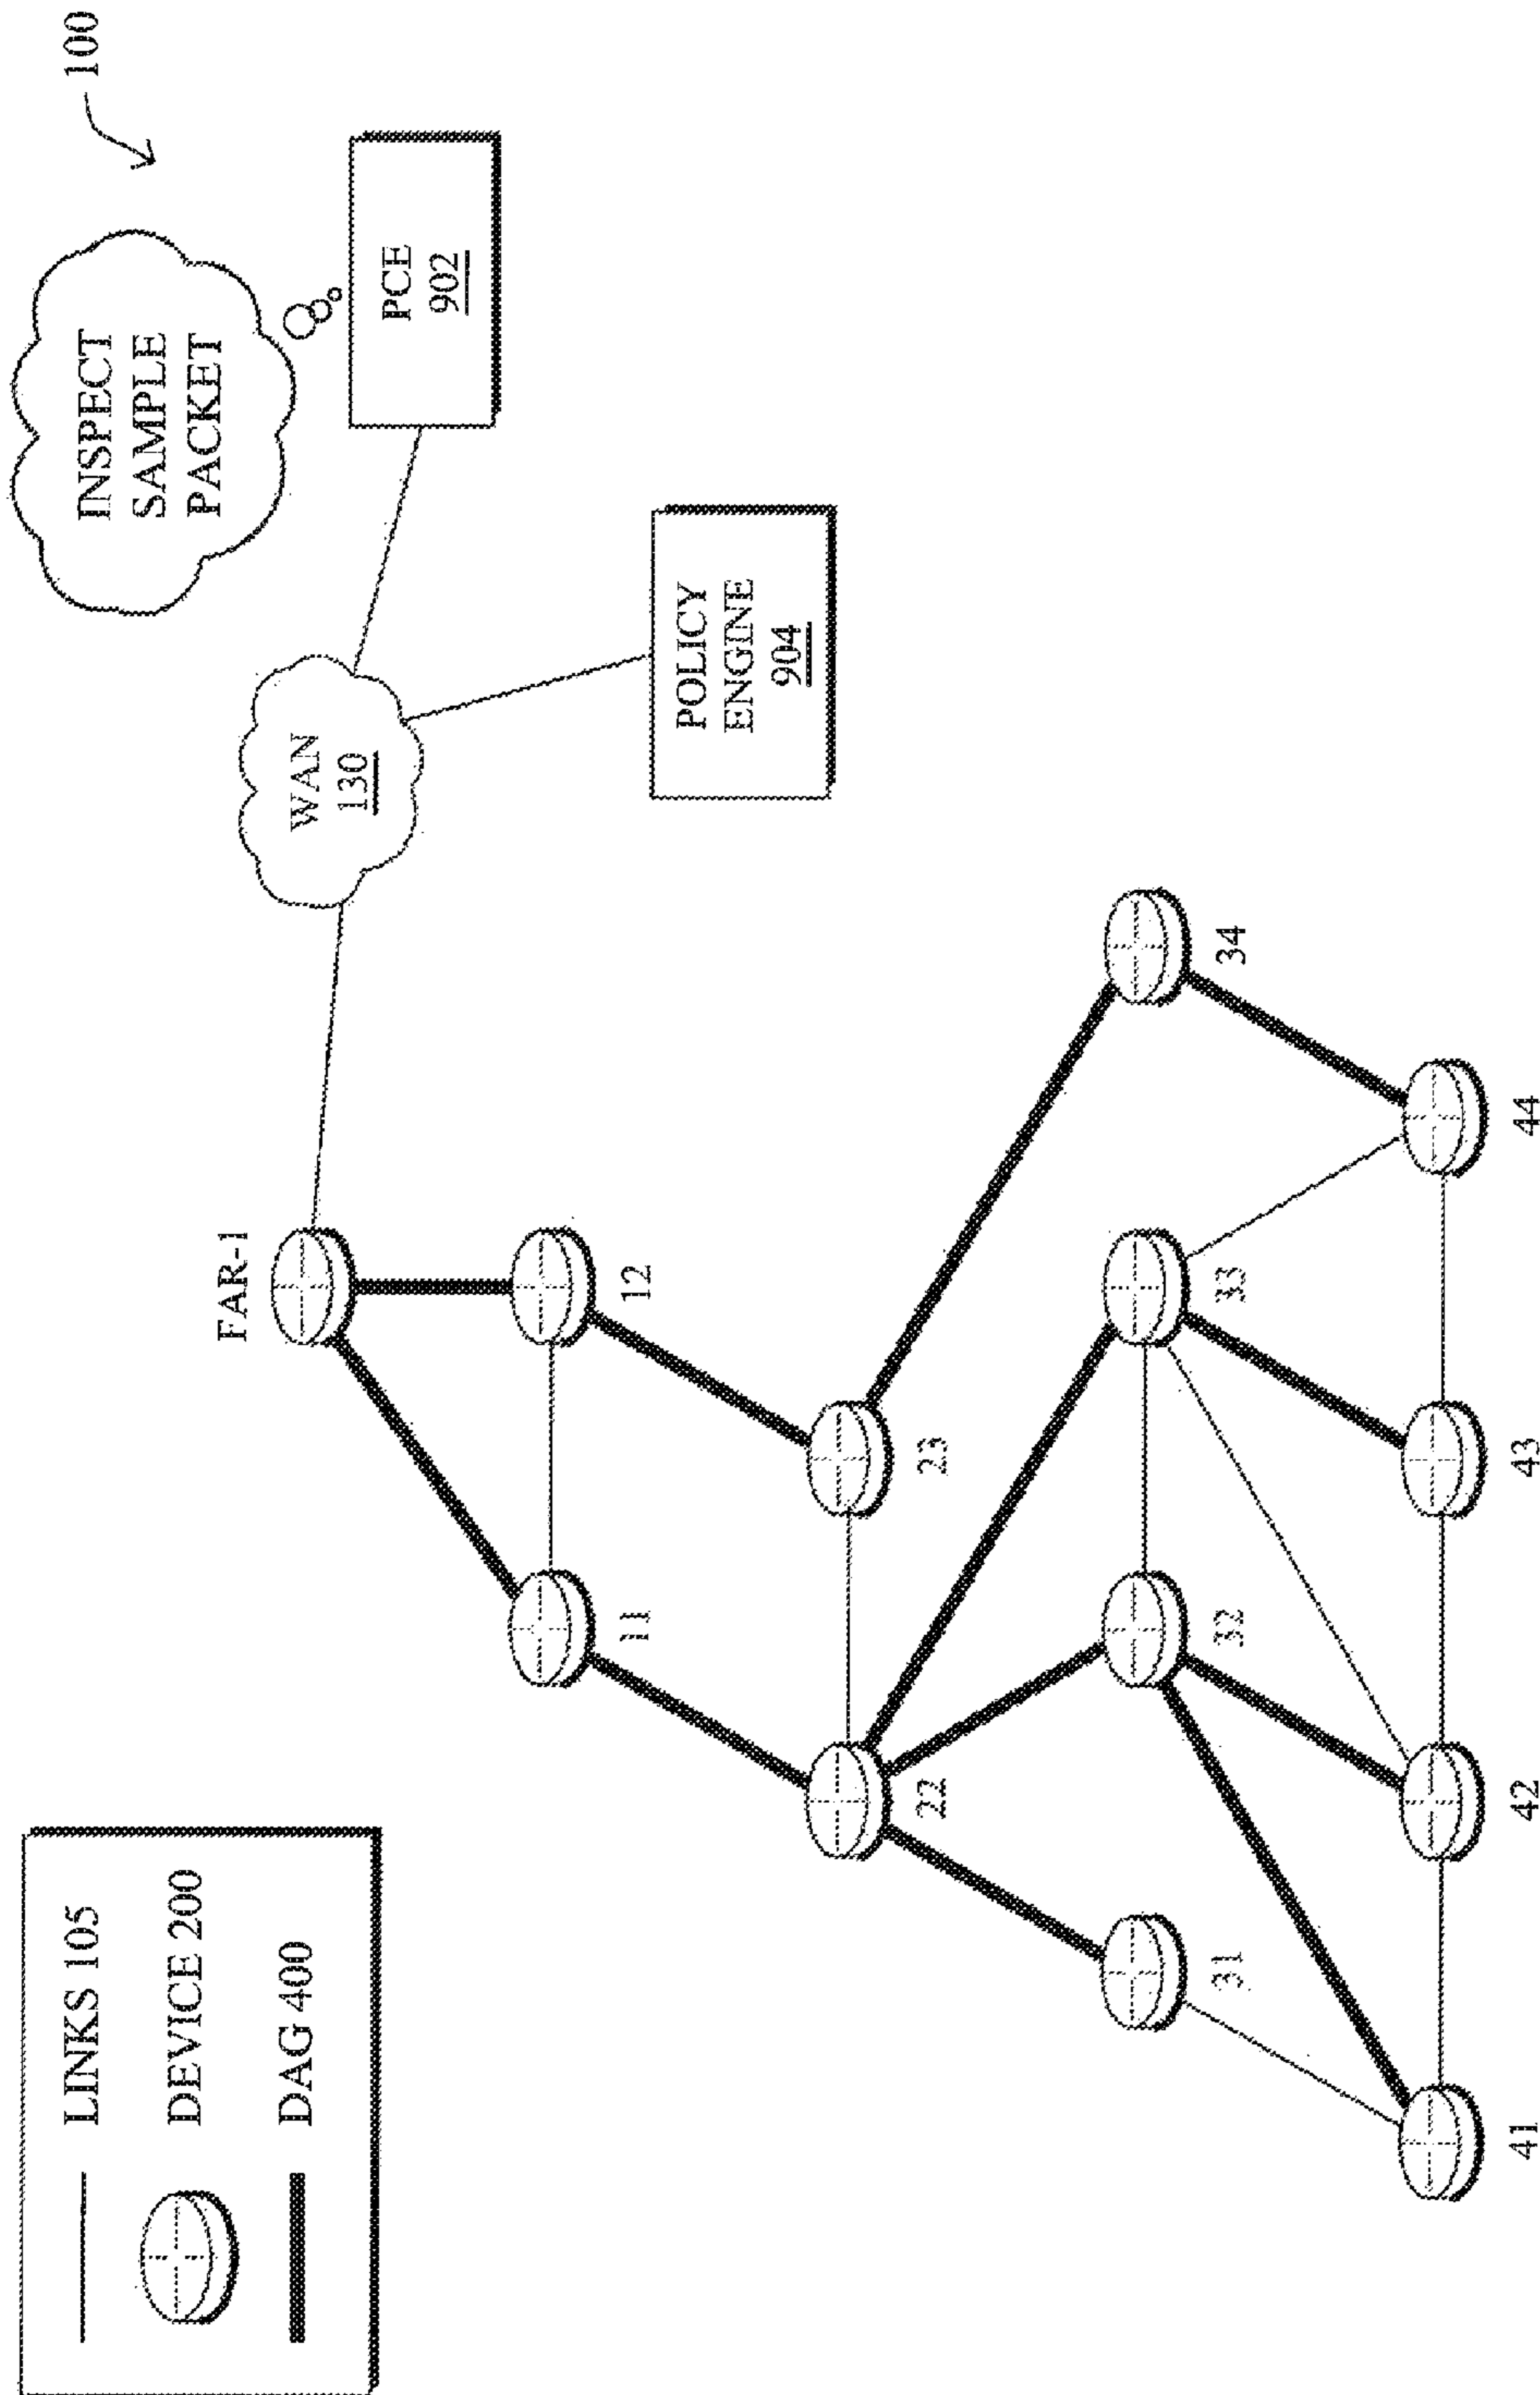 LINKS 105
DEVICE 200
DAG 400
100
INSPECT
SAMPLE
PACKET
PCE
902
WAN
130
POLICY
ENGINE
904
FAR-1
11
12
22
23
31
32
33
34
41
42
43
44